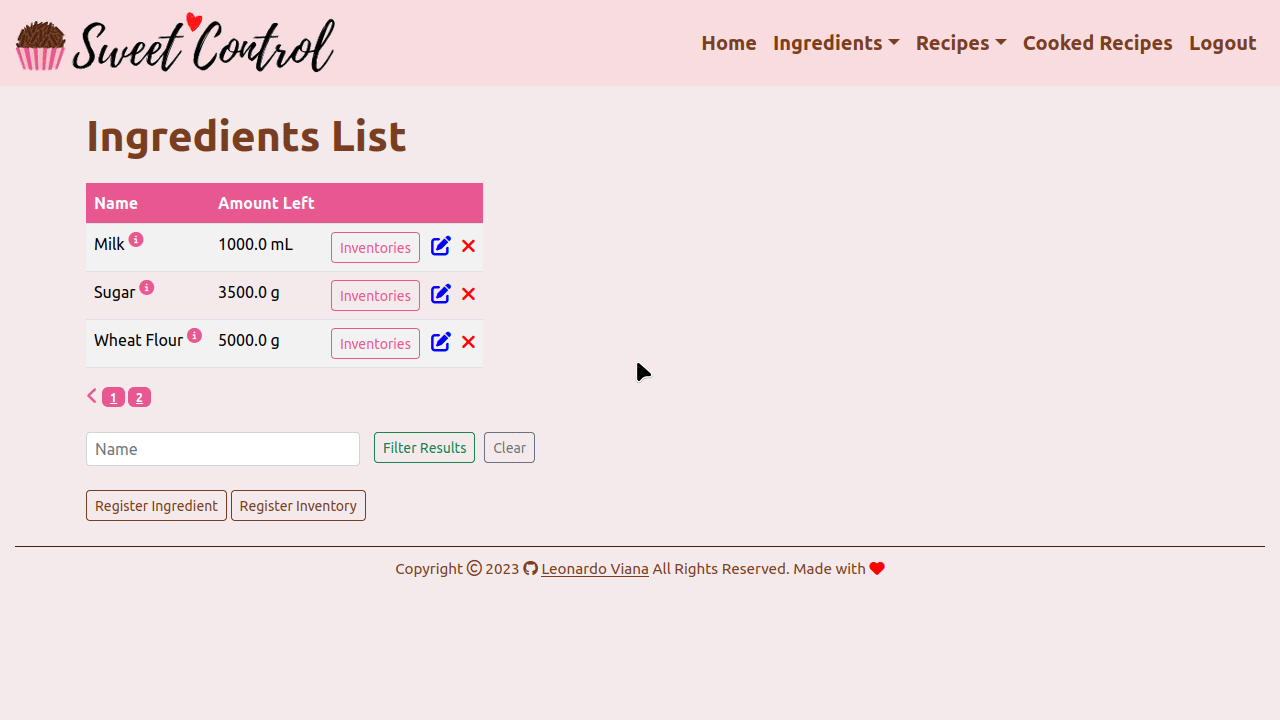 Sweet Control
Home Ingredients Recipes Cooked Recipes Logout
Ingredients List
Name Amount Left
Milk 1000.0 mL Inventories
Sugar 3500.0 g Inventories
Wheat Flour 5000.0 g Inventories
1 2
Name Filter Results Clear
Register Ingredient Register Inventory
Copyright © 2023 Leonardo Viana All Rights Reserved. Made with